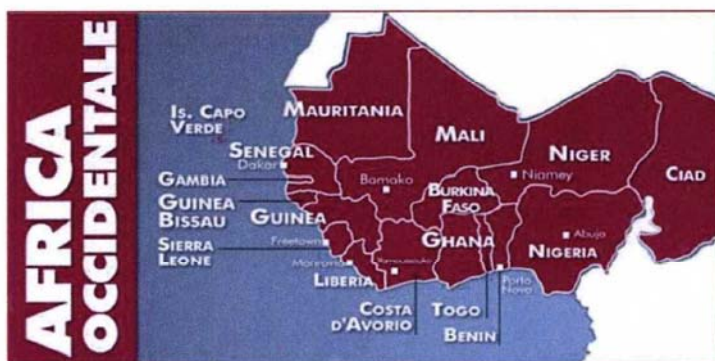 AFRICA
OCCIDENTALE
IS. CAPO
VERDE
MAURITANIA
MALI
NIGER
CIAD
SENEGAL
Dakar
GAMBIA
Bamako
BURKINA
FASO
Niamey
GUINEA
BISSAU
GUINEA
GHANA
NIGERIA
Abuja
SIERRA
LEONE
Freetown
Monrovia
LIBERIA
COSTA
D'AVORIO
TOGO
BENIN
Porto
Novo